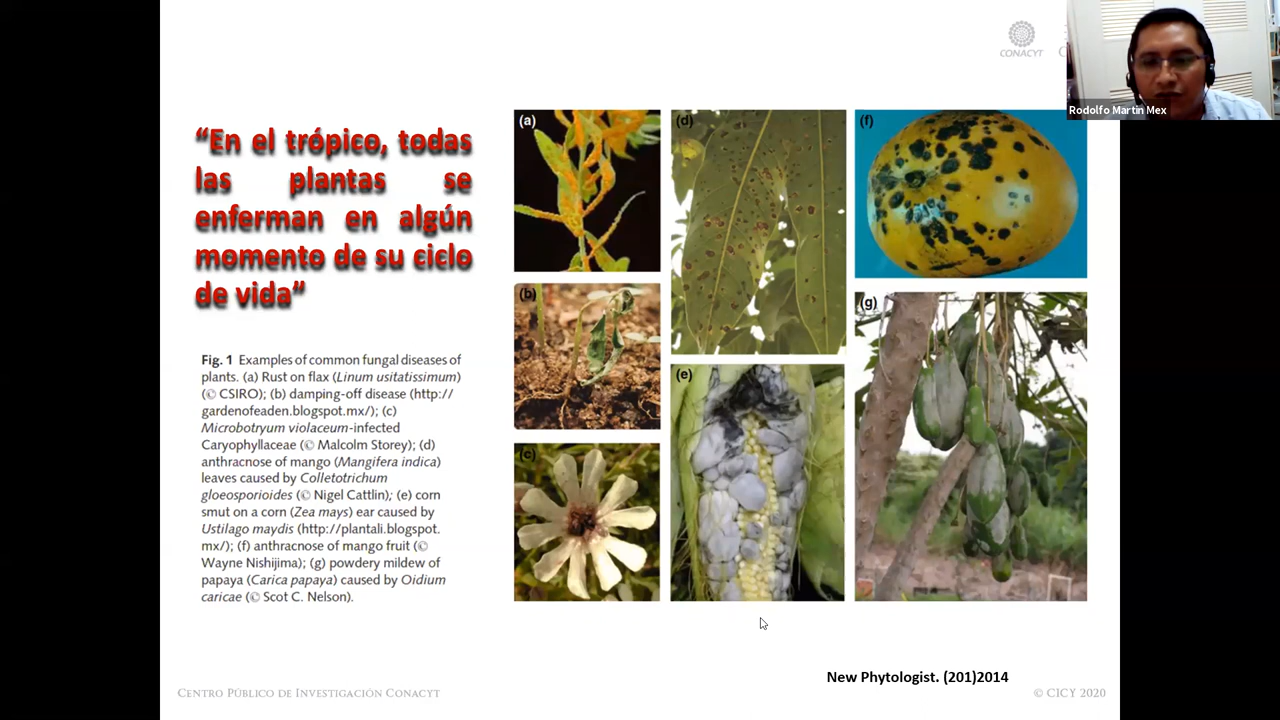 CONACYT
C
Rodolfo Martin Mex
“En el trópico, todas
las plantas se
enferman en algún
momento de su ciclo
de vida”
Fig. 1 Examples of common fungal diseases of
plants. (a) Rust on flax (Linum usitatissimum)
(© CSIRO); (b) damping-off disease (http://
gardenofeaden.blogspot.mx/); (c)
Microbotryum violaceum-infected
Caryophyllaceae (© Malcolm Storey); (d)
anthracnose of mango (Mangifera indica)
leaves caused by Colletotrichum
gloeosporioides (© Nigel Cattlin); (e) corn
smut on a corn (Zea mays) ear caused by
Ustilago maydis (http://plantali.blogspot.
mx/); (f) anthracnose of mango fruit (©
Wayne Nishijima); (g) powdery mildew of
papaya (Carica papaya) caused by Oidium
caricae (© Scot C. Nelson).
(a)
(b)
(c)
(d)
(e)
(f)
(g)
New Phytologist. (201)2014
CENTRO PÚBLICO DE INVESTIGACIÓN CONACYT
© CICY 2020